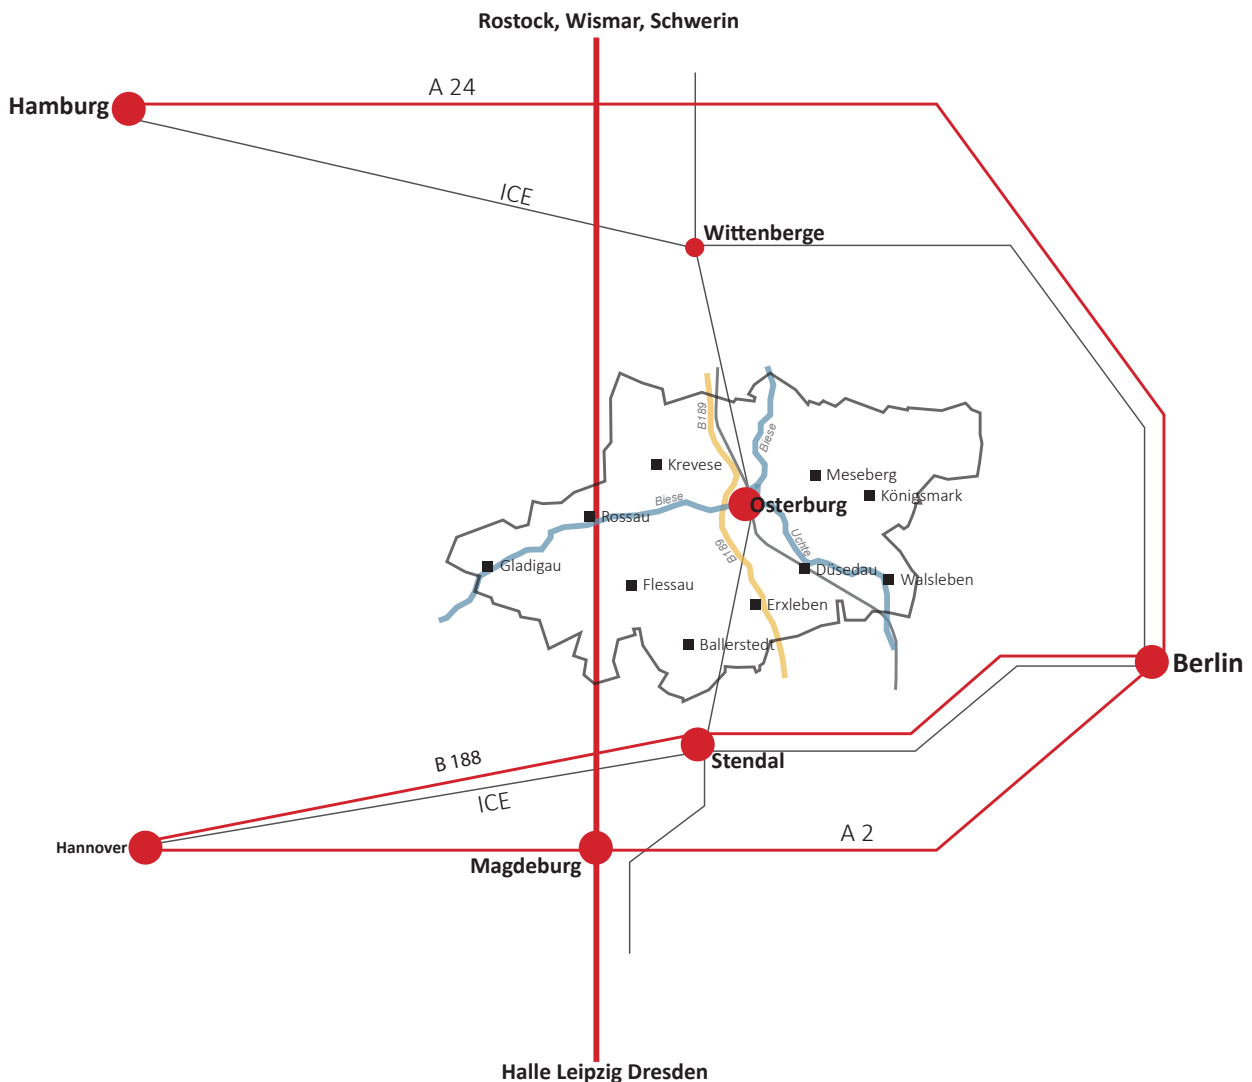 Rostock, Wismar, Schwerin
A 24
Hamburg
ICE
Wittenberge
B189
Biese
Krevese
Meseberg
Königsmark
Biese
Osterburg
Rossau
Uchte
B189
Gladigau
Düsedau
Walsleben
Flessau
Erxleben
Ballerstedt
Berlin
B 188
Stendal
ICE
A 2
Hannover
Magdeburg
Halle Leipzig Dresden